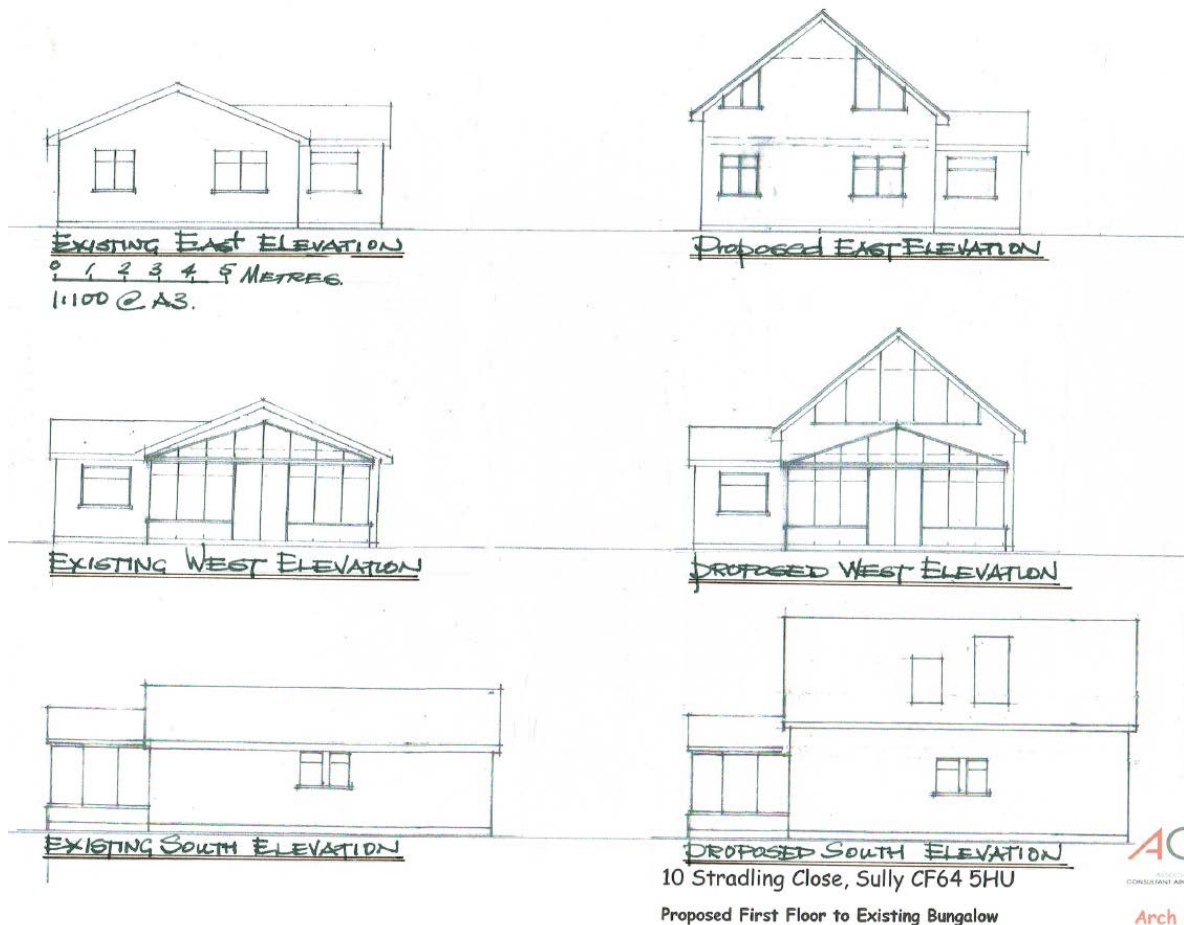 EXISTING EAST ELEVATION
0 1 2 3 4 5 METRES.
1:100 @ A3.
Proposed EAST ELEVATION
EXISTING WEST ELEVATION
PROPOSED WEST ELEVATION
EXISTING SOUTH ELEVATION
PROPOSED SOUTH ELEVATION
10 Stradling Close, Sully CF64 5HU
Proposed First Floor to Existing Bungalow
CONSULTANT
Arch